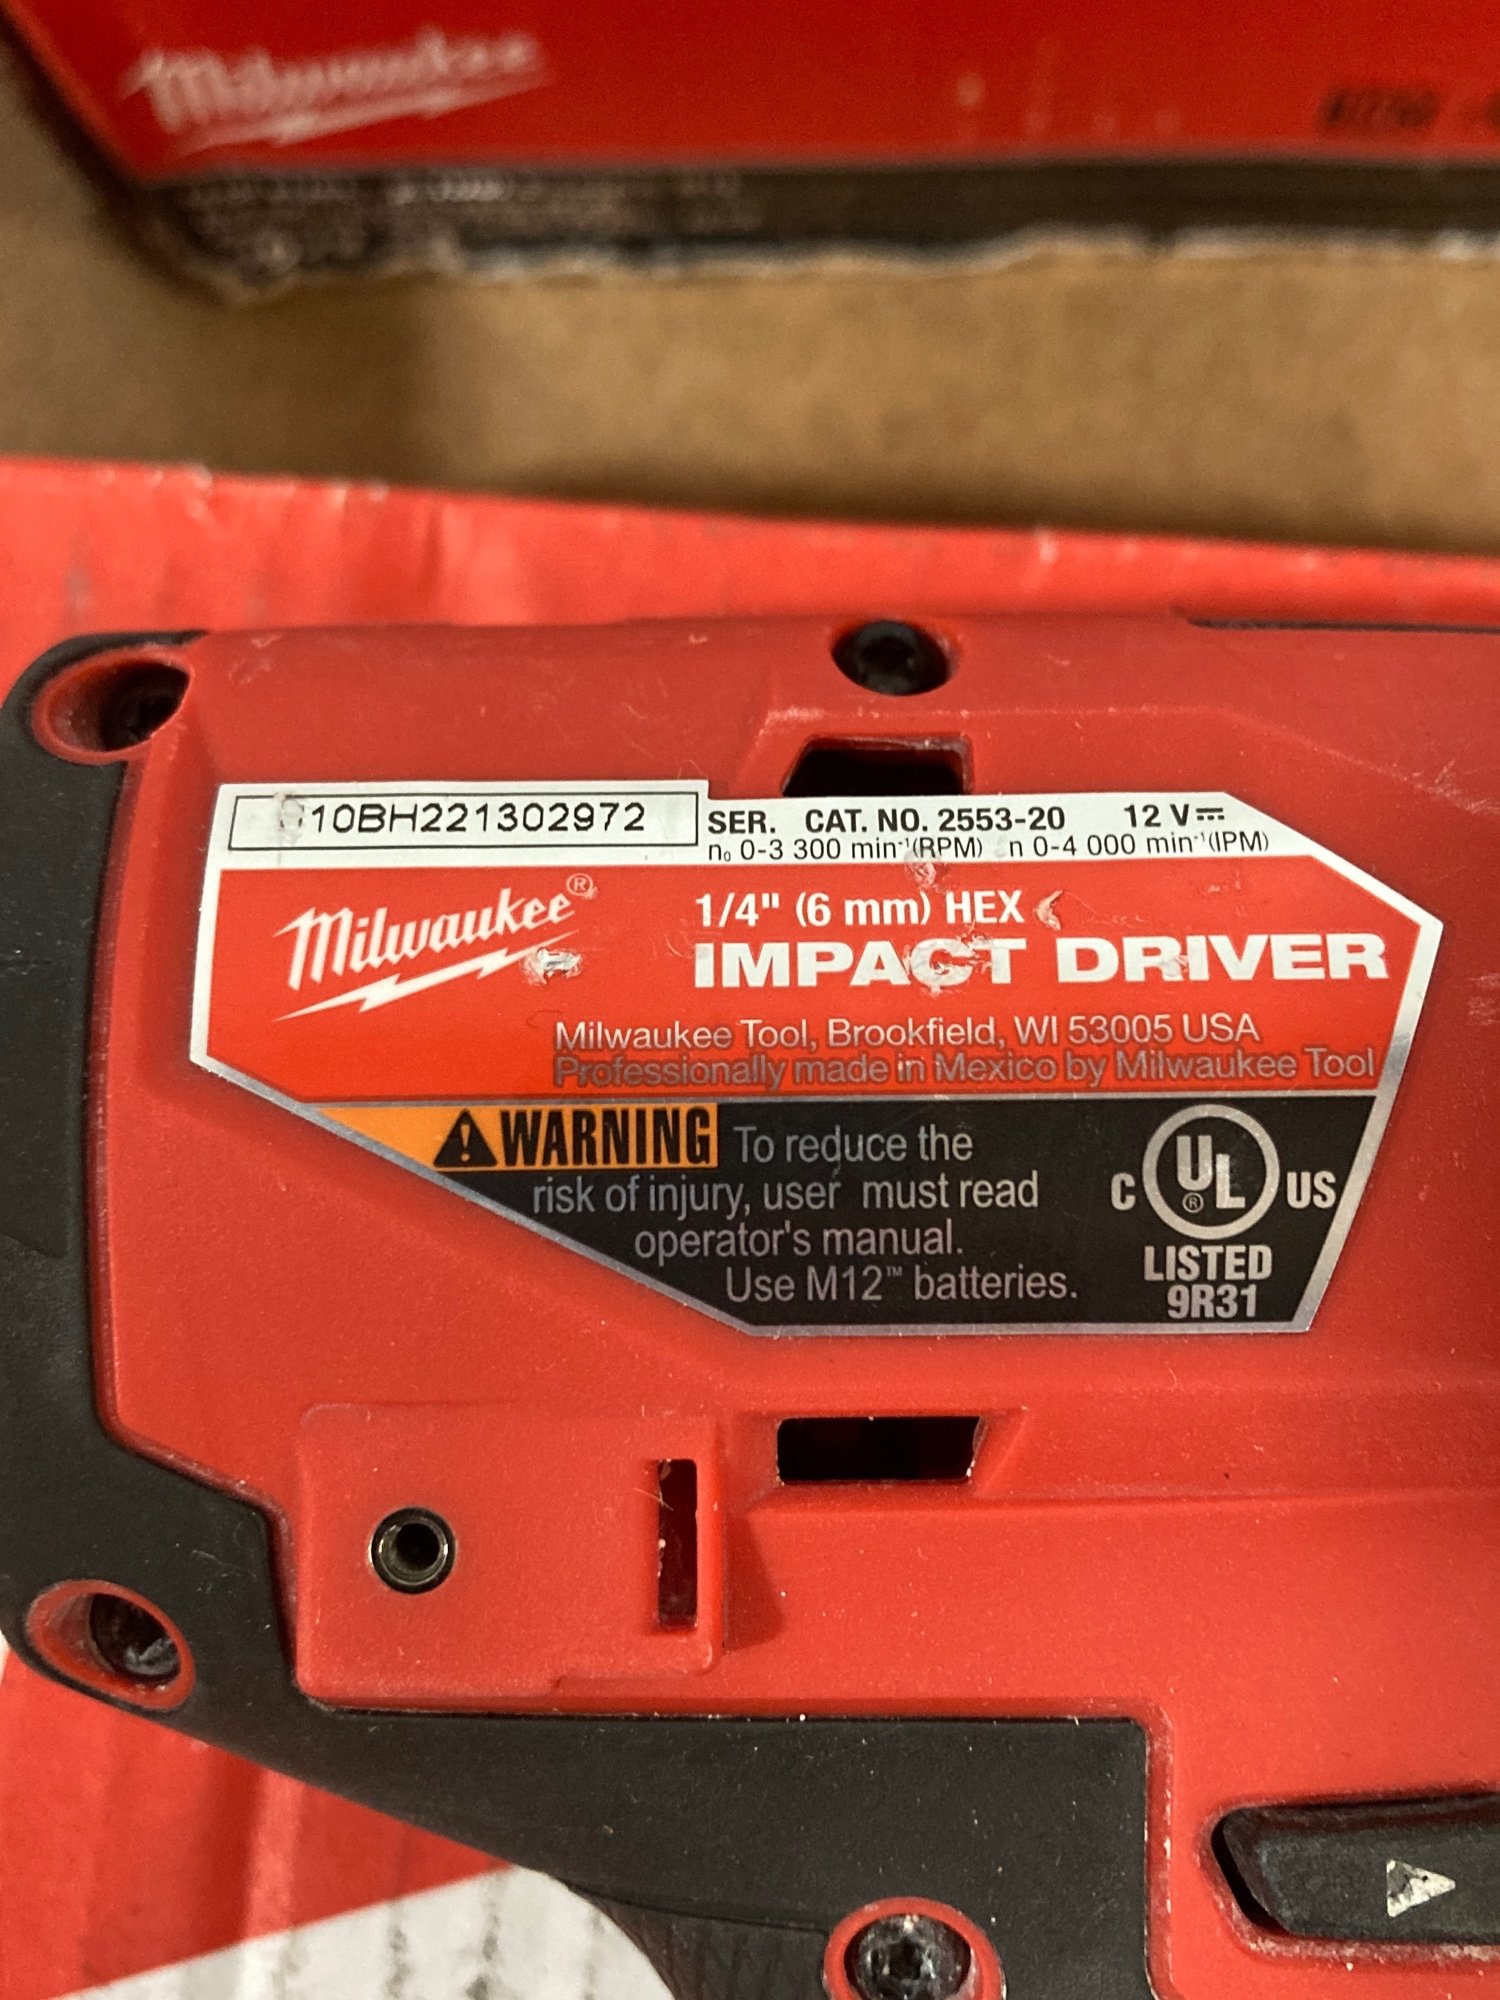 Milwaukee
10BH221302972 SER. CAT. NO. 2553-20 12 V
n₀ 0-3 300 min⁻¹(RPM) n 0-4 000 min⁻¹(IPM)
Milwaukee®
1/4" (6 mm) HEX
IMPACT DRIVER
Milwaukee Tool, Brookfield, WI 53005 USA
Professionally made in Mexico by Milwaukee Tool
WARNING To reduce the
risk of injury, user must read
operator's manual.
Use M12™ batteries.
C UL® US
LISTED
9R31